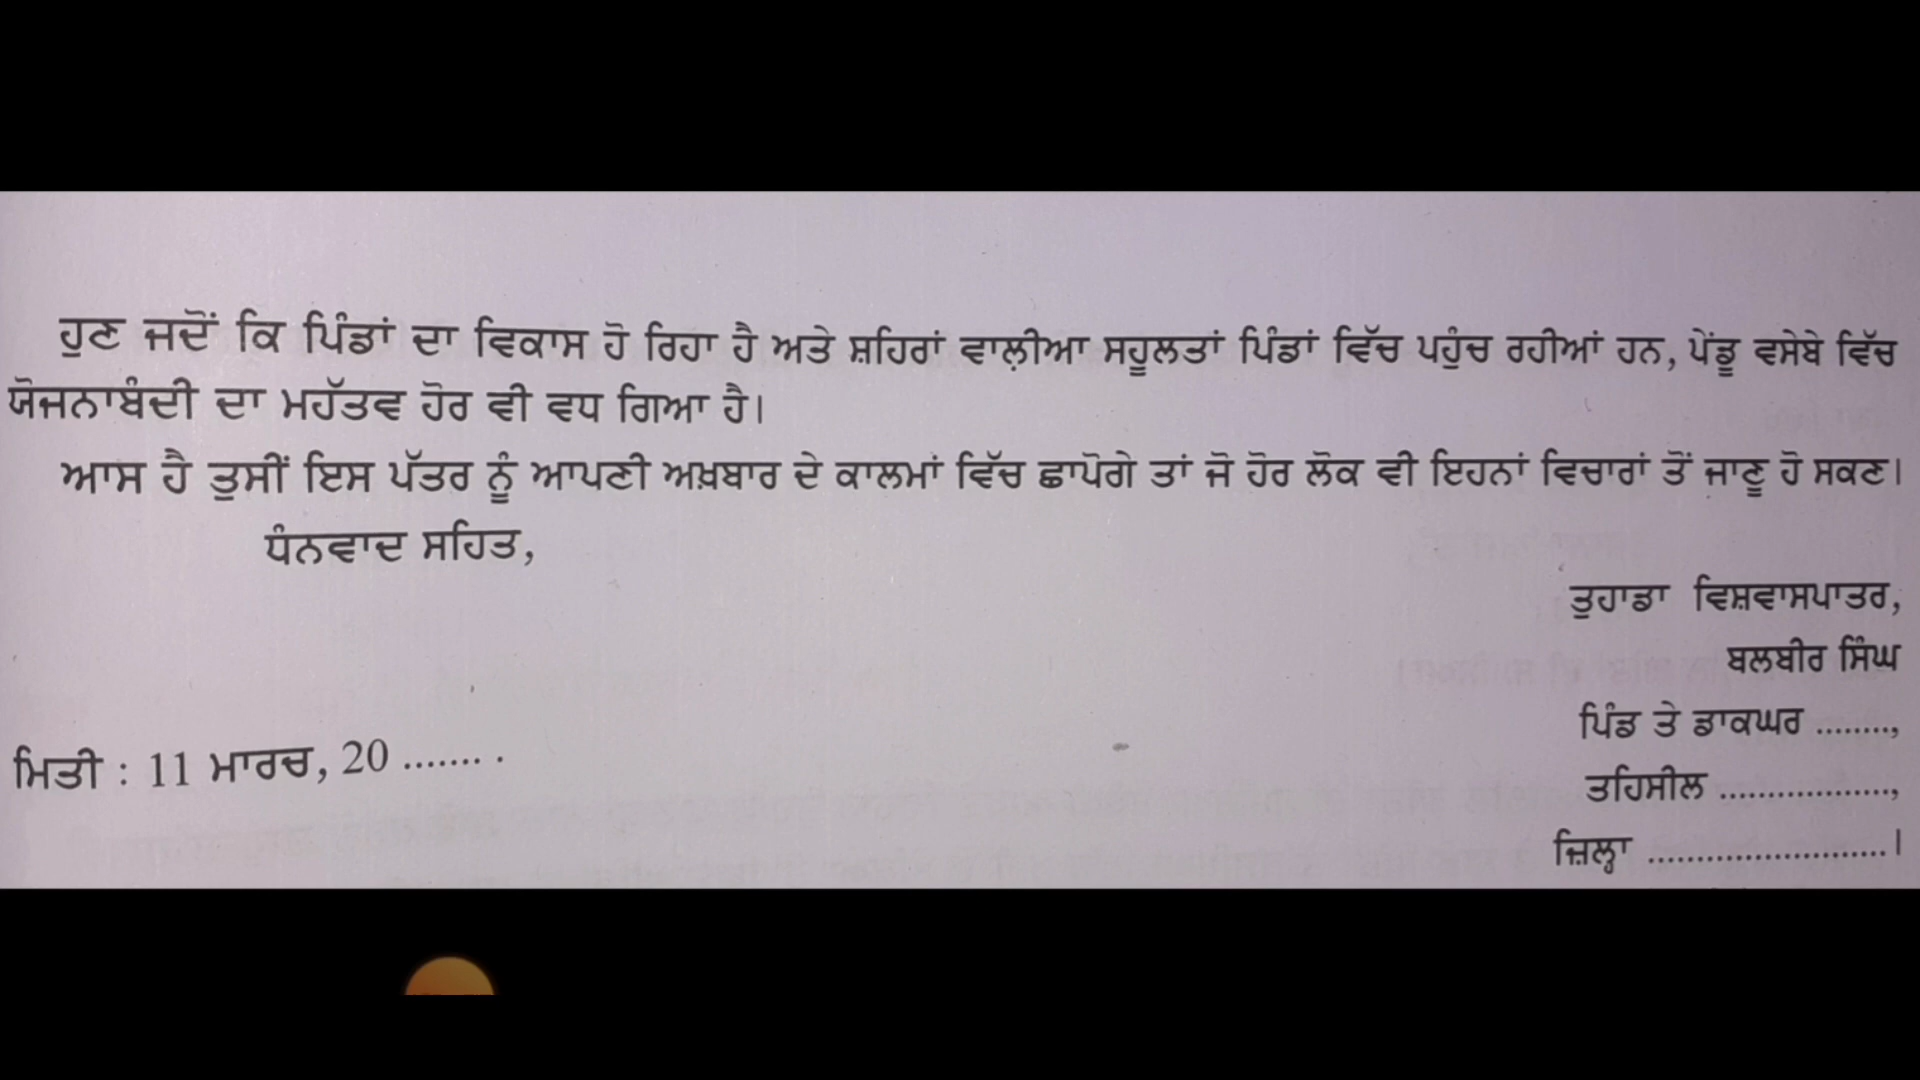 ਹੁਣ ਜਦੋਂ ਕਿ ਪਿੰਡਾਂ ਦਾ ਵਿਕਾਸ ਹੋ ਰਿਹਾ ਹੈ ਅਤੇ ਸ਼ਹਿਰਾਂ ਵਾਲ਼ੀਆ ਸਹੂਲਤਾਂ ਪਿੰਡਾਂ ਵਿੱਚ ਪਹੁੰਚ ਰਹੀਆਂ ਹਨ, ਪੇਂਡੂ ਵਸੇਬੇ ਵਿੱਚ
ਯੋਜਨਾਬੰਦੀ ਦਾ ਮਹੱਤਵ ਹੋਰ ਵੀ ਵਧ ਗਿਆ ਹੈ।
ਆਸ ਹੈ ਤੁਸੀਂ ਇਸ ਪੱਤਰ ਨੂੰ ਆਪਣੀ ਅਖ਼ਬਾਰ ਦੇ ਕਾਲਮਾਂ ਵਿੱਚ ਛਾਪੋਗੇ ਤਾਂ ਜੋ ਹੋਰ ਲੋਕ ਵੀ ਇਹਨਾਂ ਵਿਚਾਰਾਂ ਤੋਂ ਜਾਣੂ ਹੋ ਸਕਣ।
ਧੰਨਵਾਦ ਸਹਿਤ,
ਤੁਹਾਡਾ ਵਿਸ਼ਵਾਸਪਾਤਰ,
ਬਲਬੀਰ ਸਿੰਘ
ਪਿੰਡ ਤੇ ਡਾਕਘਰ ........,
ਮਿਤੀ : 11 ਮਾਰਚ, 20 ....... .
ਤਹਿਸੀਲ ..................,
ਜ਼ਿਲ੍ਹਾ .........................।